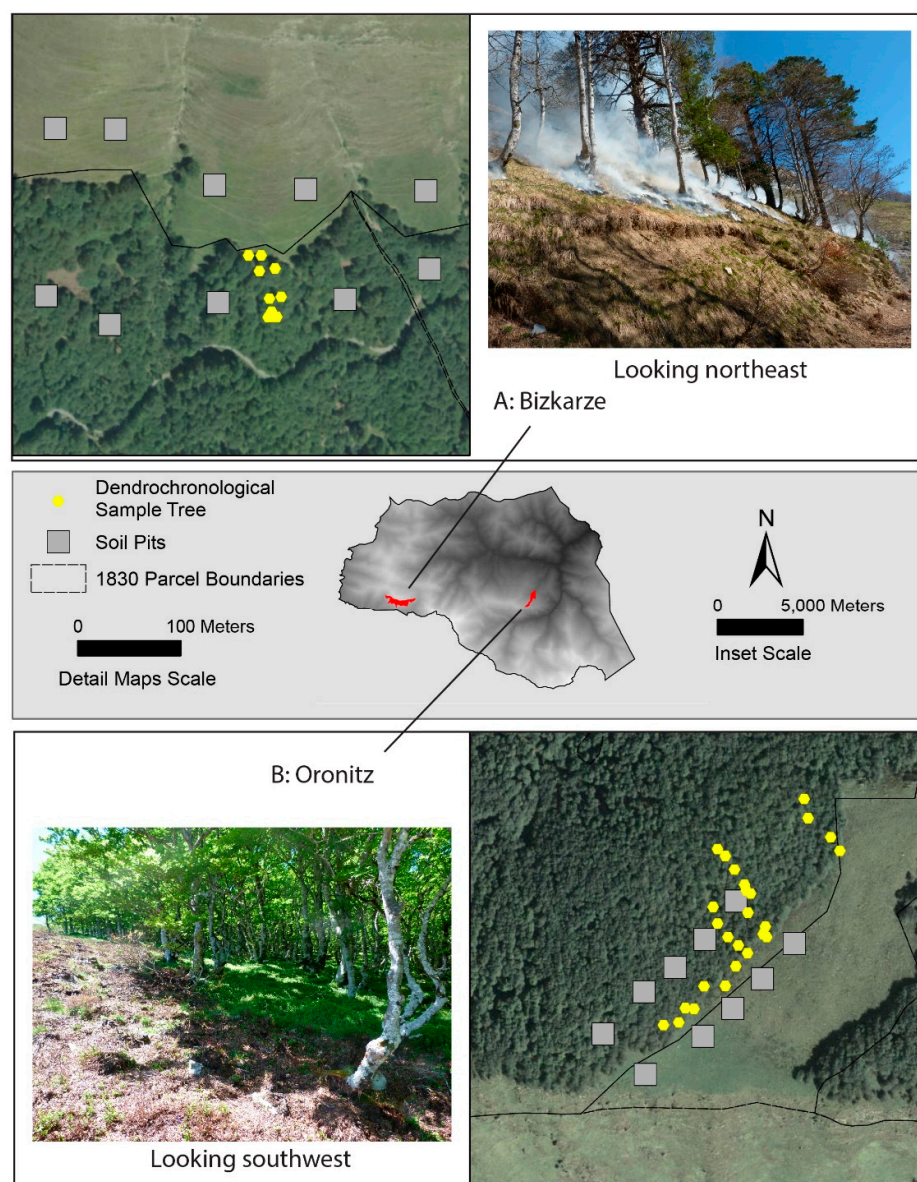 Looking northeast
A: Bizkarze
Dendrochronological
Sample Tree
Soil Pits
1830 Parcel Boundaries
0 100 Meters
Detail Maps Scale
N
0 5,000 Meters
Inset Scale
B: Oronitz
Looking southwest